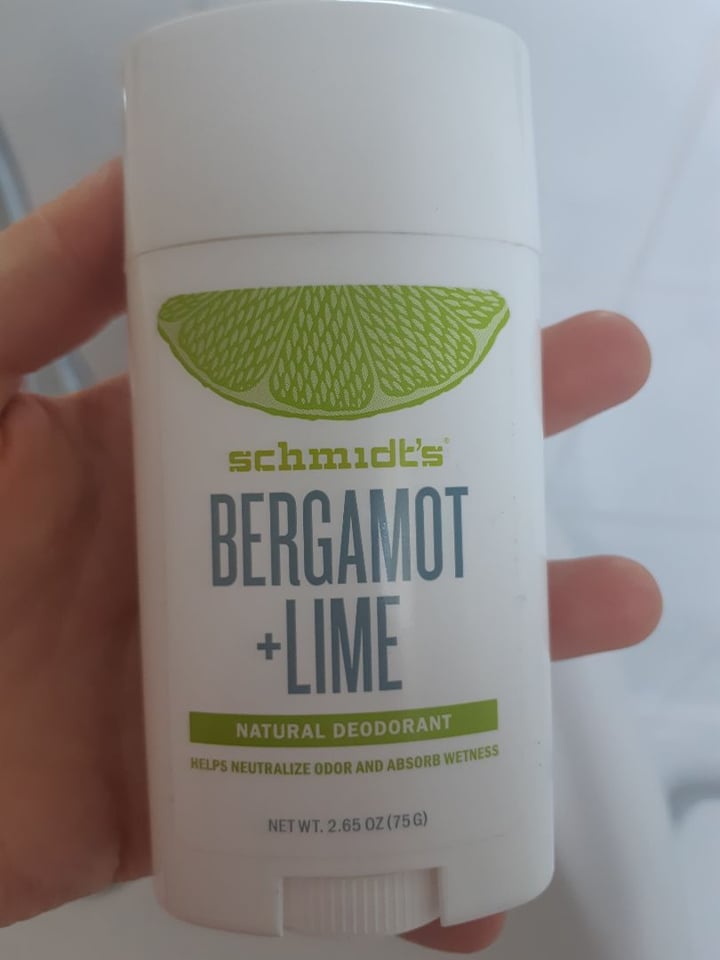 schmidt's®
BERGAMOT
+LIME
NATURAL DEODORANT
HELPS NEUTRALIZE ODOR AND ABSORB WETNESS
NET WT. 2.65 OZ (75 G)